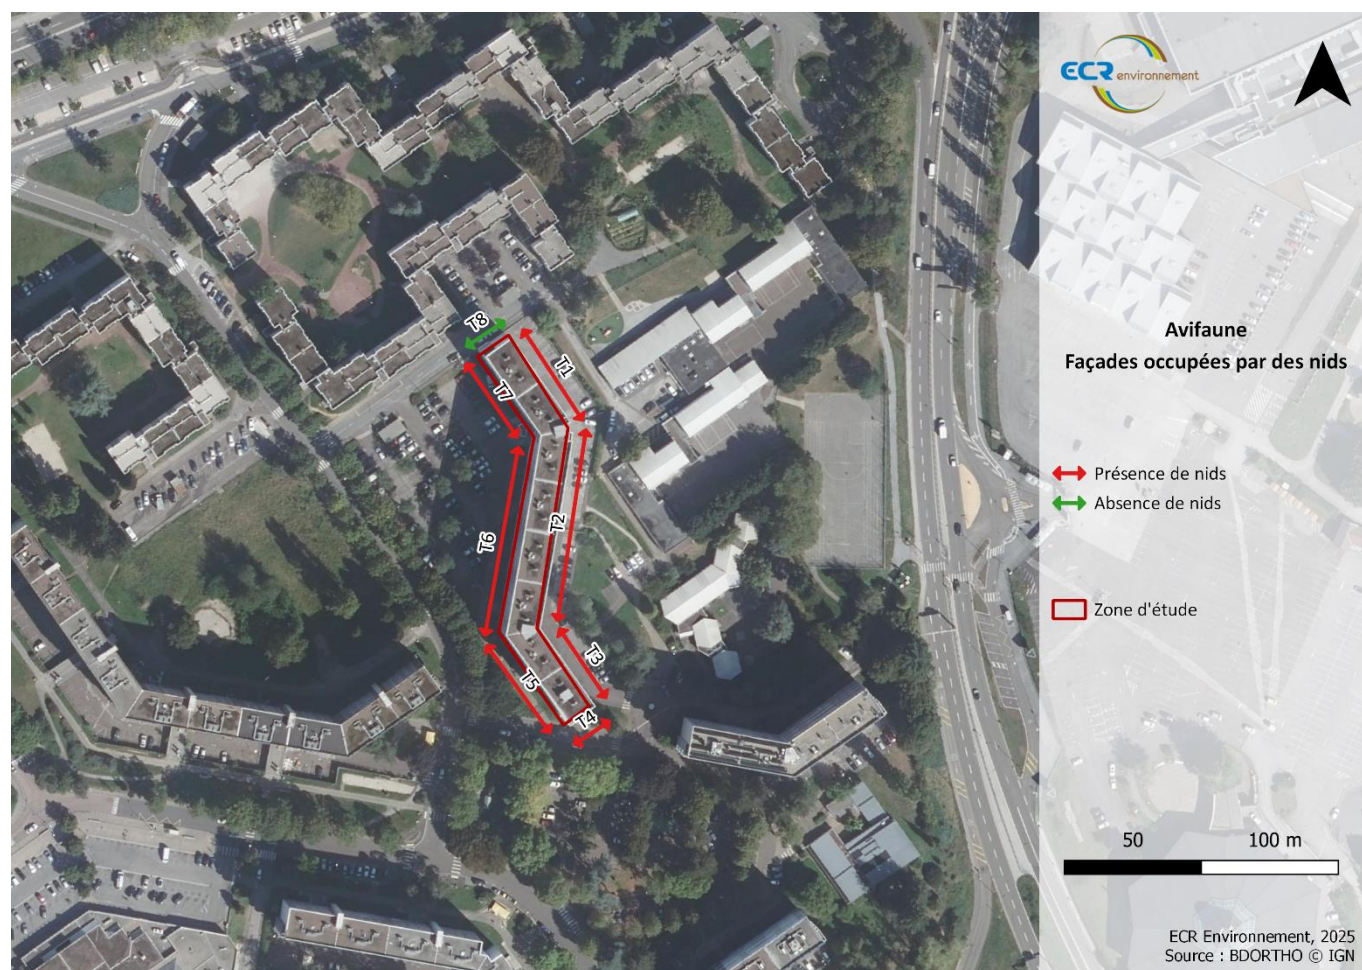 ECR environnement
Avifaune
Façades occupées par des nids
T8
T1
T7
T2
T6
T3
T5
T4
Présence de nids
Absence de nids
Zone d'étude
50 100 m
ECR Environnement, 2025
Source : BDORTHO © IGN